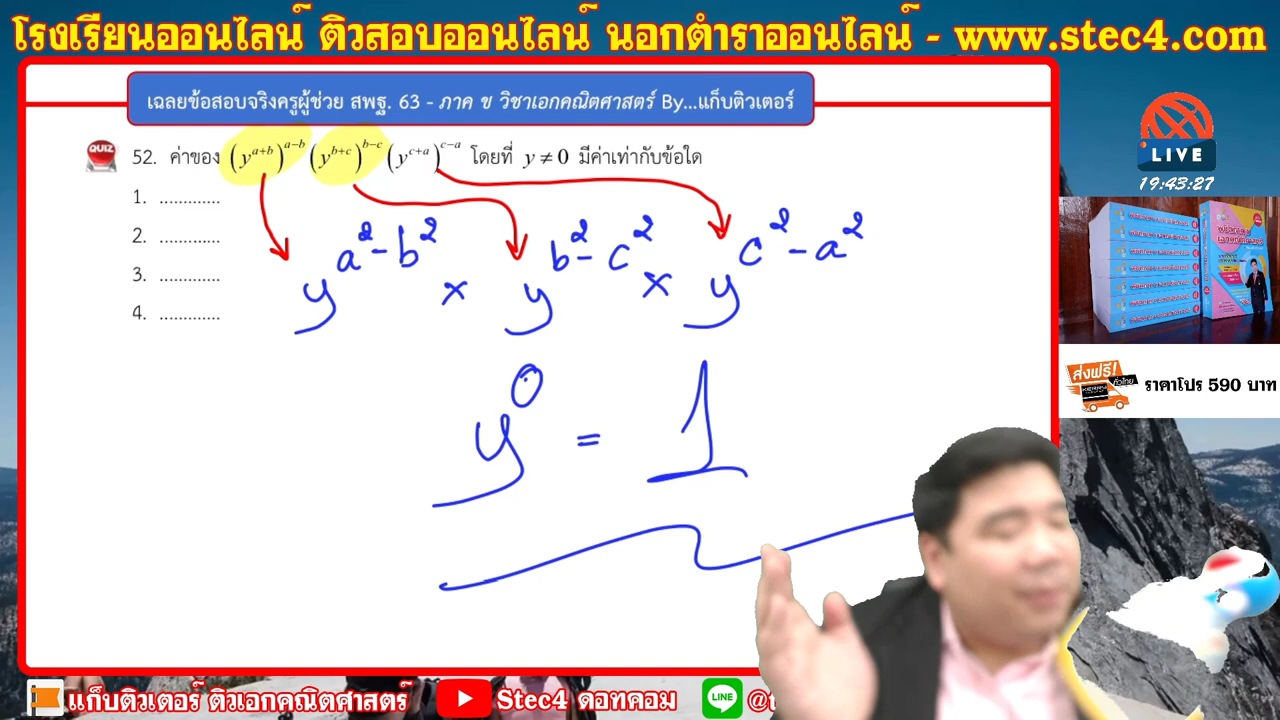 โรงเรียนออนไลน์ ติวสอบออนไลน์ นอกตำราออนไลน์ - www.stec4.com
เฉลยข้อสอบจริงครูผู้ช่วย สพฐ. 63 - ภาค ข วิชาเอกคณิตศาสตร์ By...แก็บติวเตอร์
QUIZ 52. ค่าของ (y^{a+b})^{a−b} (y^{b+c})^{b−c} (y^{c+a})^{c−a} โดยที่ y ≠ 0 มีค่าเท่ากับข้อใด
1. .............
2. .............
3. .............
4. .............
y^{a²-b²} × y^{b²-c²} × y^{c²-a²}
y^0 = 1
LIVE
19:43:27
ส่งฟรี!
ทั่วไทย
ราคาโปร 590 บาท
แก็บติวเตอร์ ติวเอกคณิตศาสตร์ Stec4 ดอทคอม LINE